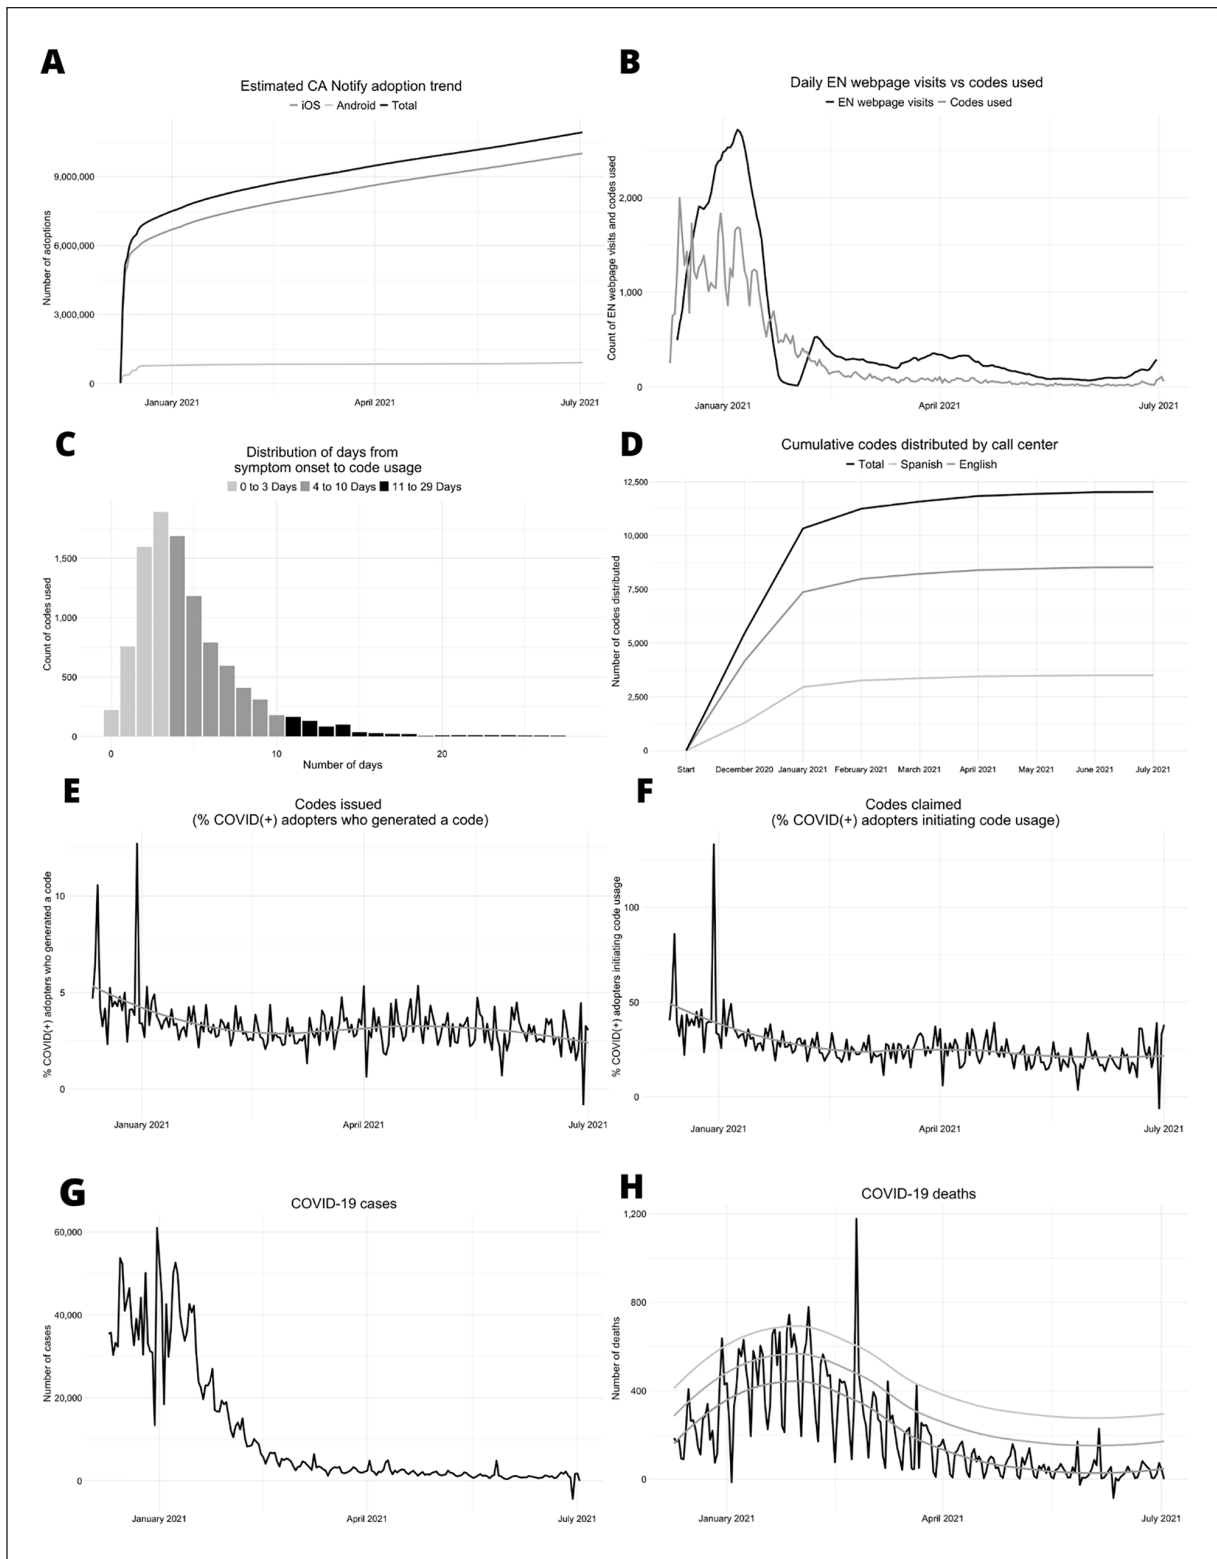 A
Estimated CA Notify adoption trend
iOS Android Total
Number of adoptions
9,000,000
6,000,000
3,000,000
0
January 2021 April 2021 July 2021
B
Daily EN webpage visits vs codes used
EN webpage visits Codes used
Count of EN webpage visits and codes used
2,000
1,000
0
January 2021 April 2021 July 2021
C
Distribution of days from
symptom onset to code usage
0 to 3 Days 4 to 10 Days 11 to 29 Days
Count of codes used
1,500
1,000
500
0
0 10 20
Number of days
D
Cumulative codes distributed by call center
Total Spanish English
Number of codes distributed
12,500
10,000
7,500
5,000
2,500
0
Start December 2020 January 2021 February 2021 March 2021 April 2021 May 2021 June 2021 July 2021
E
Codes issued
(% COVID(+) adopters who generated a code)
% COVID(+) adopters who generated a code
10
5
0
January 2021 April 2021 July 2021
F
Codes claimed
(% COVID(+) adopters initiating code usage)
% COVID(+) adopters initiating code usage
100
50
0
January 2021 April 2021 July 2021
G
COVID-19 cases
Number of cases
60,000
40,000
20,000
0
January 2021 April 2021 July 2021
H
COVID-19 deaths
Number of deaths
1,200
800
400
0
January 2021 April 2021 July 2021